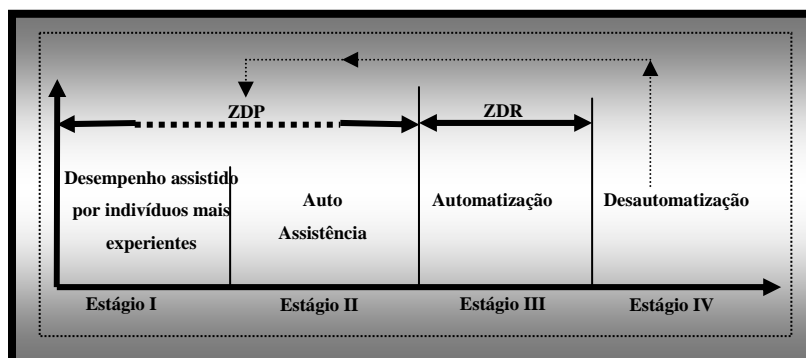 ZDP
ZDR
Desempenho assistido
por indivíduos mais
experientes
Auto
Assistência
Automatização
Desautomatização
Estágio I
Estágio II
Estágio III
Estágio IV